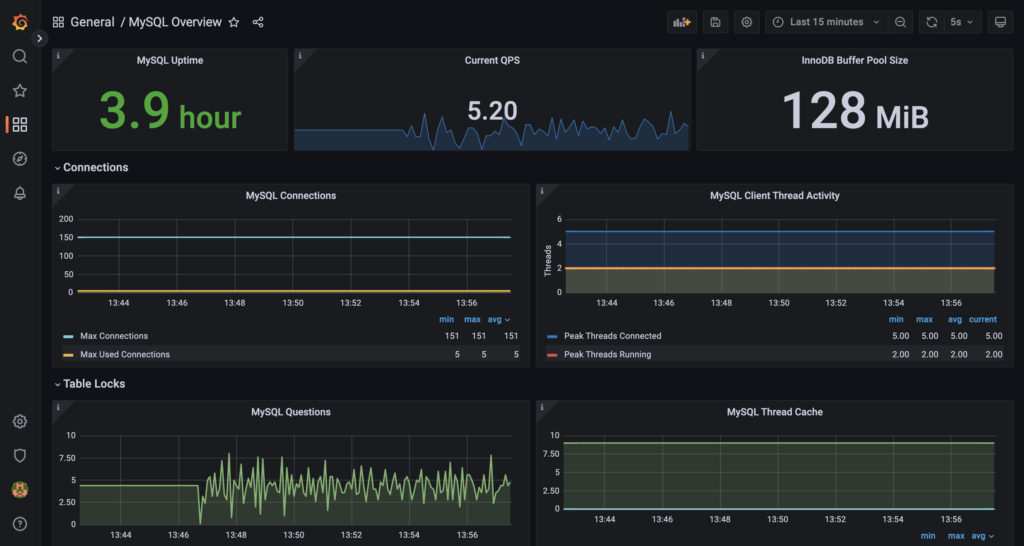 General / MySQL Overview
Last 15 minutes
5s
MySQL Uptime
3.9 hour
Current QPS
5.20
InnoDB Buffer Pool Size
128 MiB
Connections
MySQL Connections
200
150
100
50
0
13:44 13:46 13:48 13:50 13:52 13:54 13:56
min max avg
Max Connections 151 151 151
Max Used Connections 5 5 5
MySQL Client Thread Activity
Threads
6
4
2
0
13:44 13:46 13:48 13:50 13:52 13:54 13:56
min max avg current
Peak Threads Connected 5.00 5.00 5.00 5.00
Peak Threads Running 2.00 2.00 2.00 2.00
Table Locks
MySQL Questions
10
7.50
5
2.50
0
13:44 13:46 13:48 13:50 13:52 13:54 13:56
MySQL Thread Cache
10
7.50
5
2.50
0
13:44 13:46 13:48 13:50 13:52 13:54 13:56
min max avg